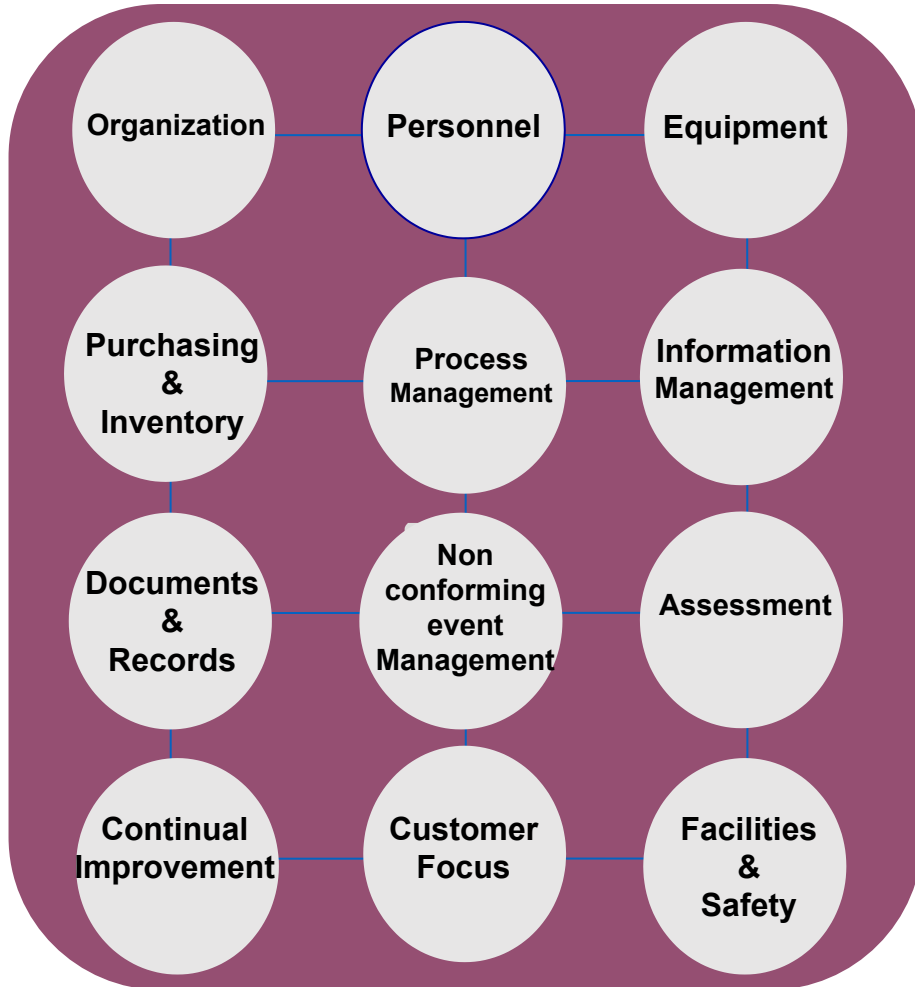 Organization
Personnel
Equipment
Purchasing
&
Inventory
Process
Management
Information
Management
Documents
&
Records
Non
conforming
event
Management
Assessment
Continual
Improvement
Customer
Focus
Facilities
&
Safety